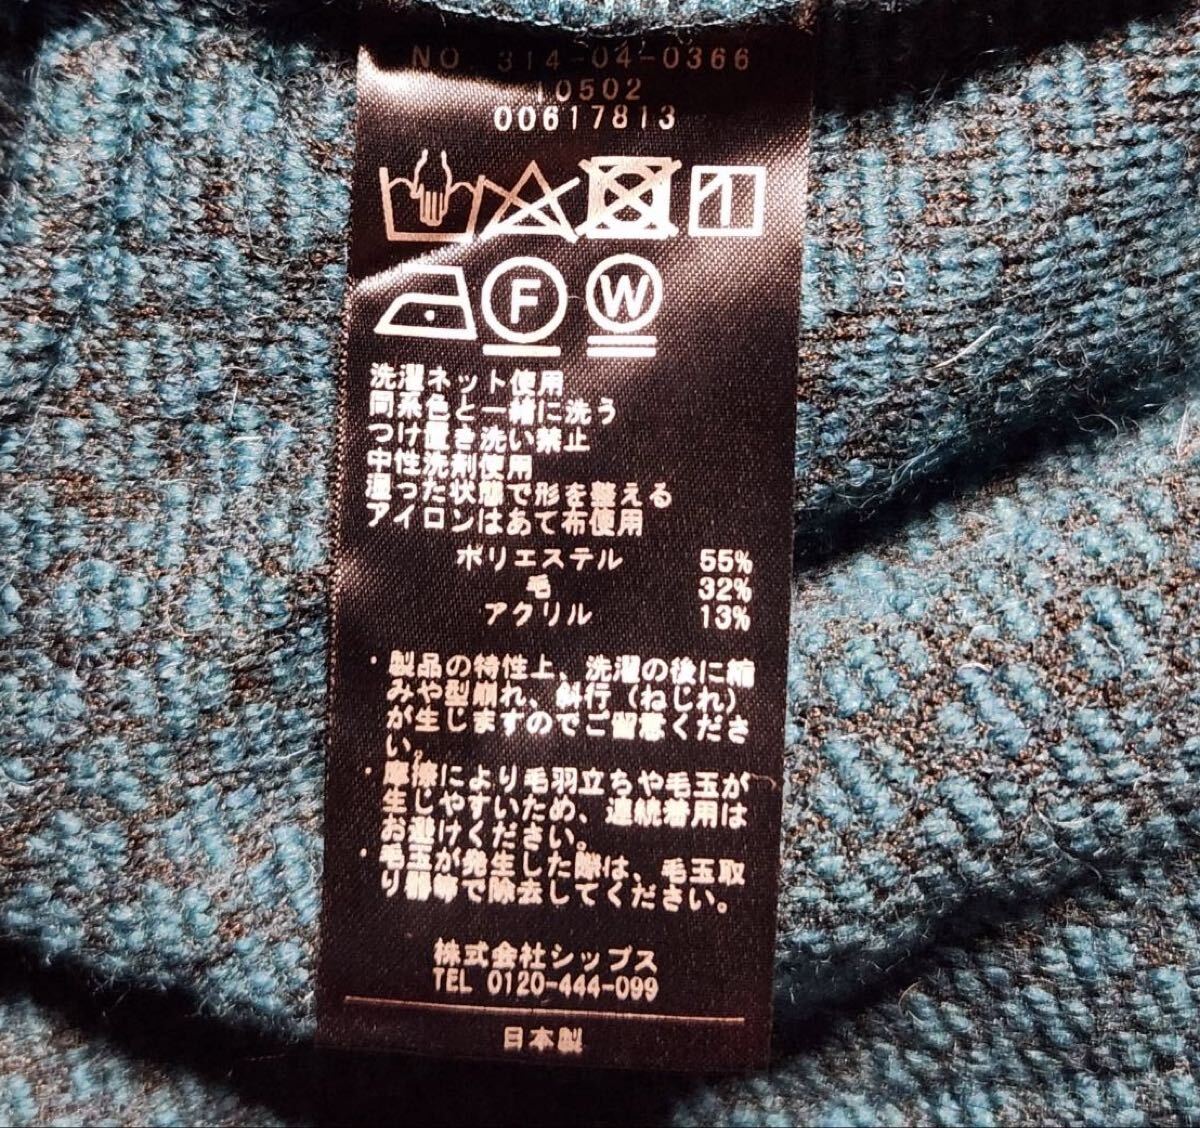 NO. 314-04-0366
10502
00617813
F W
洗濯ネット使用
同系色と一緒に洗う
つけ置き洗い禁止
中性洗剤使用
湿った状態で形を整える
アイロンはあて布使用
ポリエステル 55%
毛 32%
アクリル 13%
・製品の特性上、洗濯の後に縮
みや型崩れ、斜行（ねじれ）
が生じますのでご留意くださ
い。
・摩擦により毛羽立ちや毛玉が
生じやすいため、連続着用は
お避けください。
・毛玉が発生した際は、毛玉取
り器等で除去してください。
株式会社シップス
TEL 0120-444-099
日本製